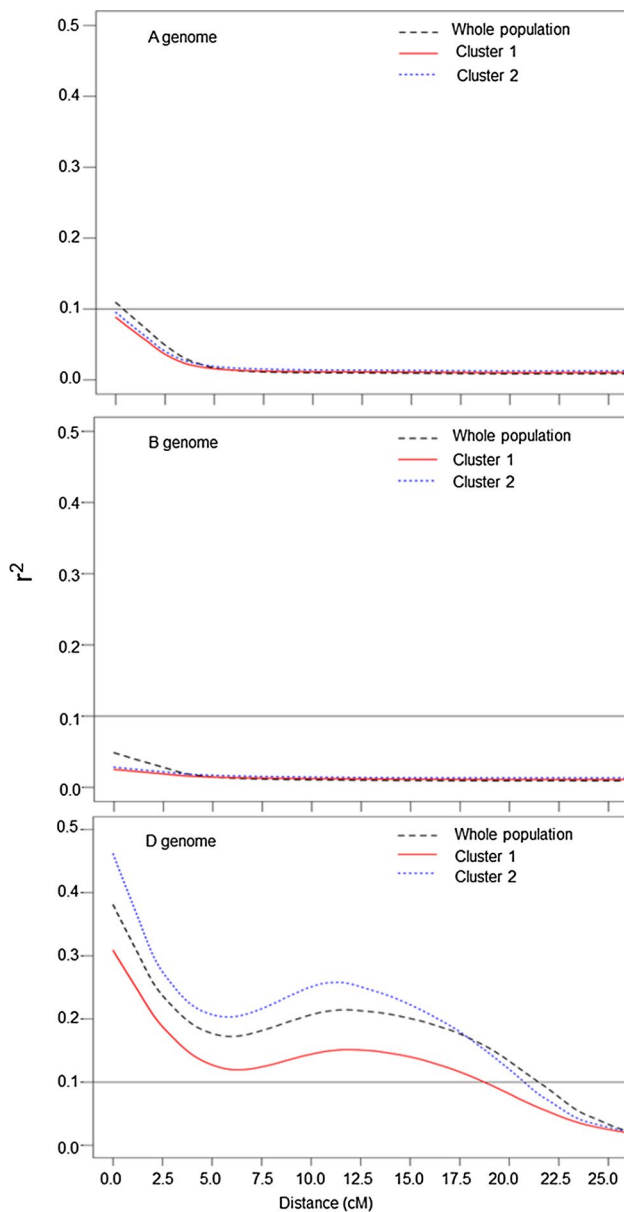 0.5
A genome
Whole population
Cluster 1
Cluster 2
0.4
0.3
0.2
0.1
0.0
0.5
B genome
Whole population
Cluster 1
Cluster 2
0.4
0.3
0.2
0.1
0.0
r²
0.5
D genome
Whole population
Cluster 1
Cluster 2
0.4
0.3
0.2
0.1
0.0
0.0 2.5 5.0 7.5 10.0 12.5 15.0 17.5 20.0 22.5 25.0
Distance (cM)